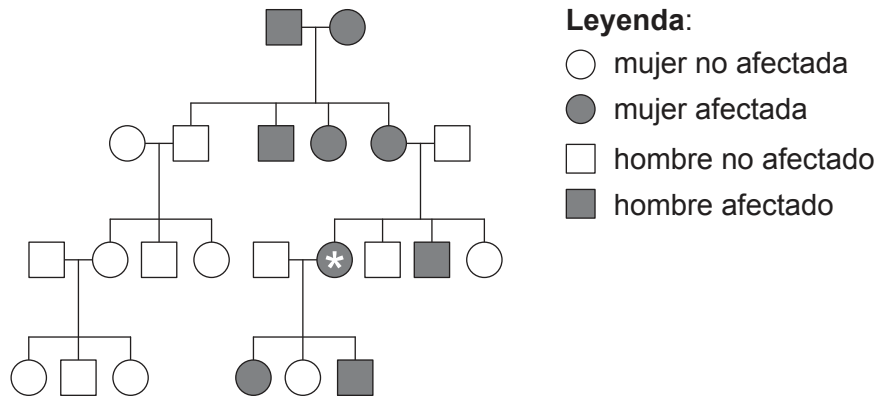 Leyenda:
mujer no afectada
mujer afectada
hombre no afectado
hombre afectado
*